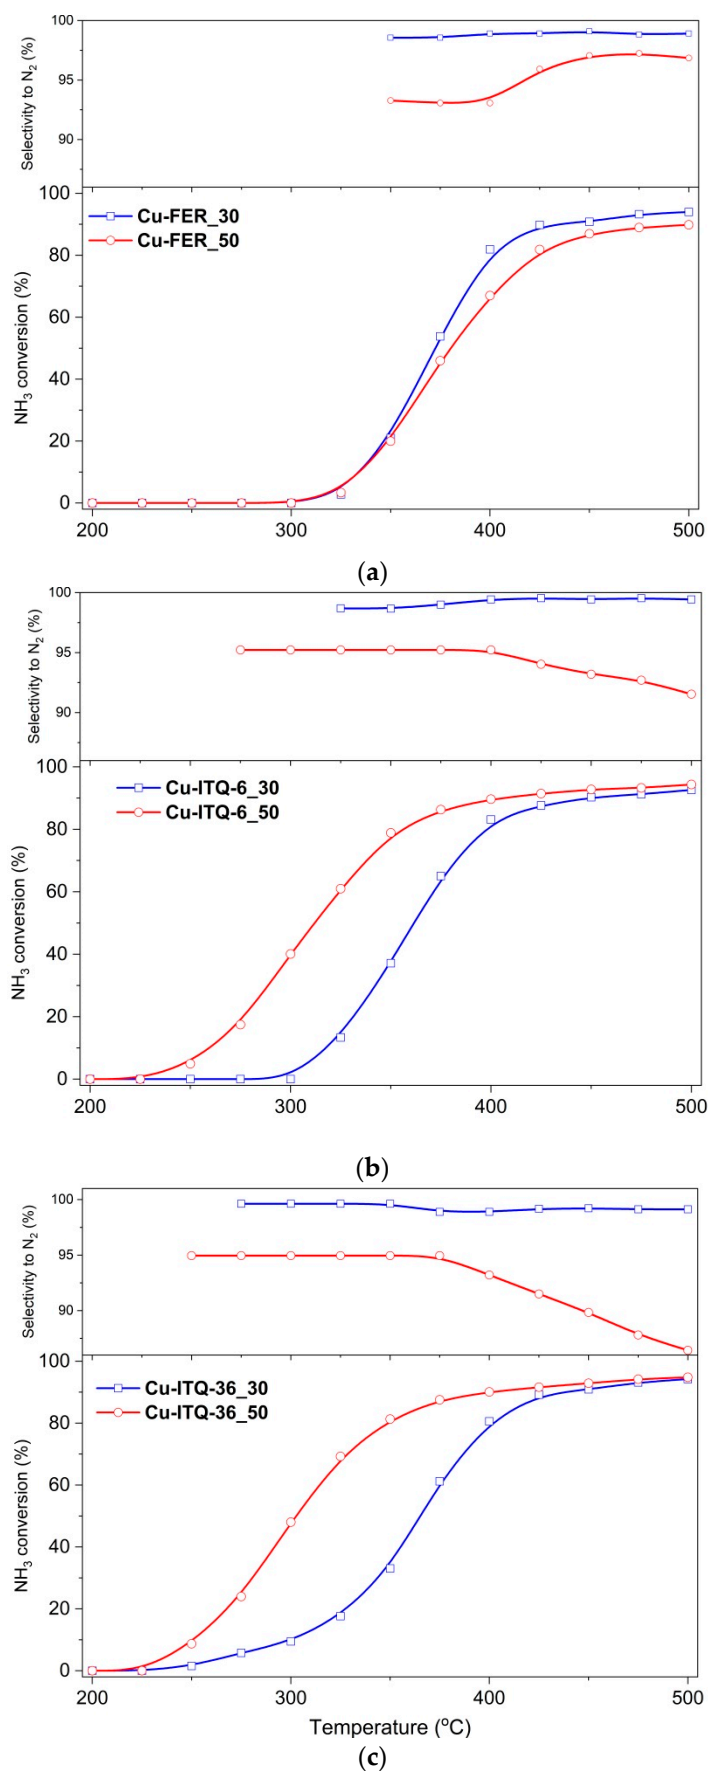 Selectivity to N2 (%)
100
95
90
NH3 conversion (%)
100
80
60
40
20
0
Cu-FER_30
Cu-FER_50
200
300
400
500
(a)
Selectivity to N2 (%)
100
95
90
NH3 conversion (%)
100
80
60
40
20
0
Cu-ITQ-6_30
Cu-ITQ-6_50
200
300
400
500
(b)
Selectivity to N2 (%)
100
95
90
NH3 conversion (%)
100
80
60
40
20
0
Cu-ITQ-36_30
Cu-ITQ-36_50
200
300
400
500
Temperature (ºC)
(c)